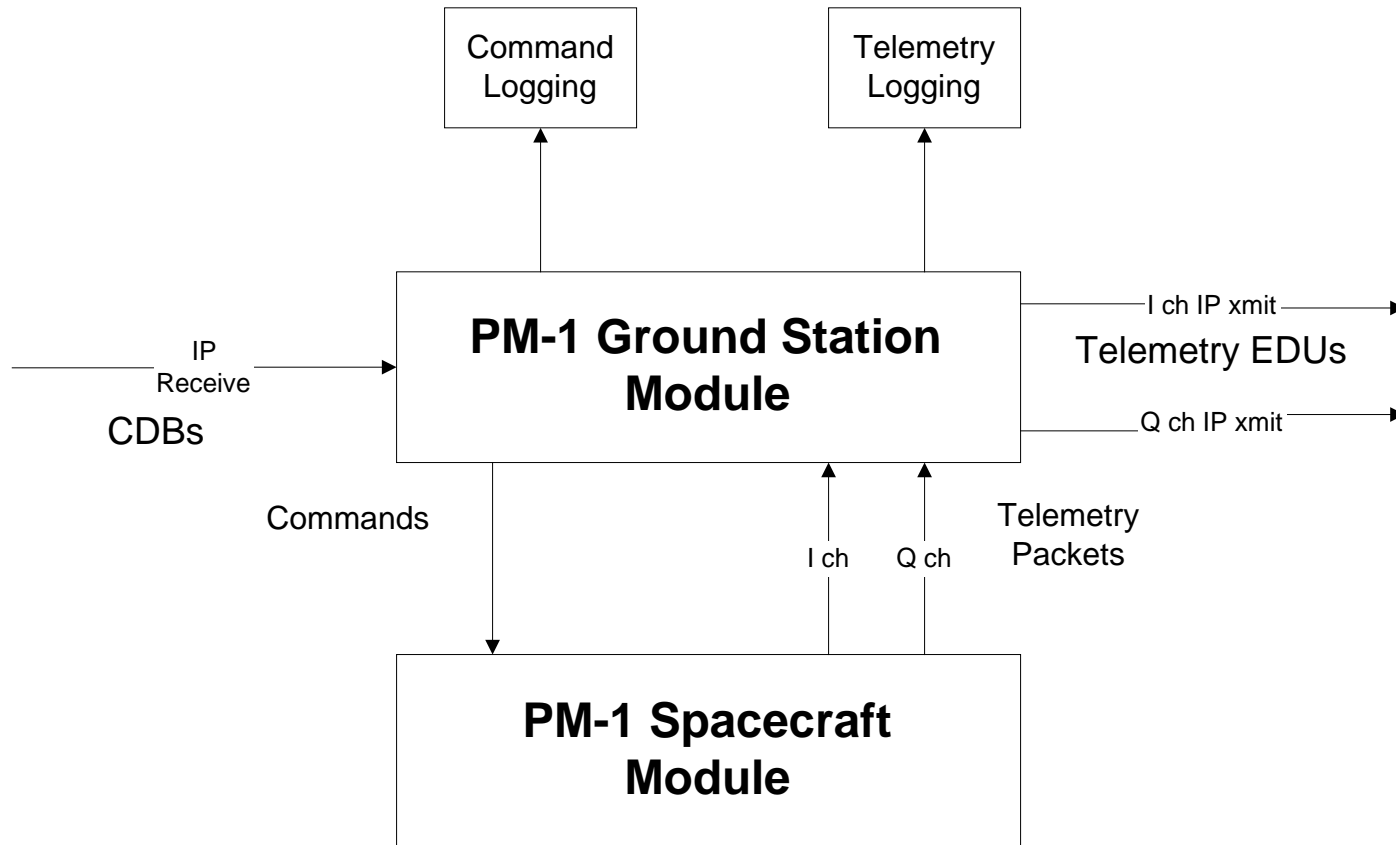 Command
Logging
Telemetry
Logging
PM-1 Ground Station
Module
I ch IP xmit
Telemetry EDUs
Q ch IP xmit
IP
Receive
CDBs
Commands
I ch
Q ch
Telemetry
Packets
PM-1 Spacecraft
Module